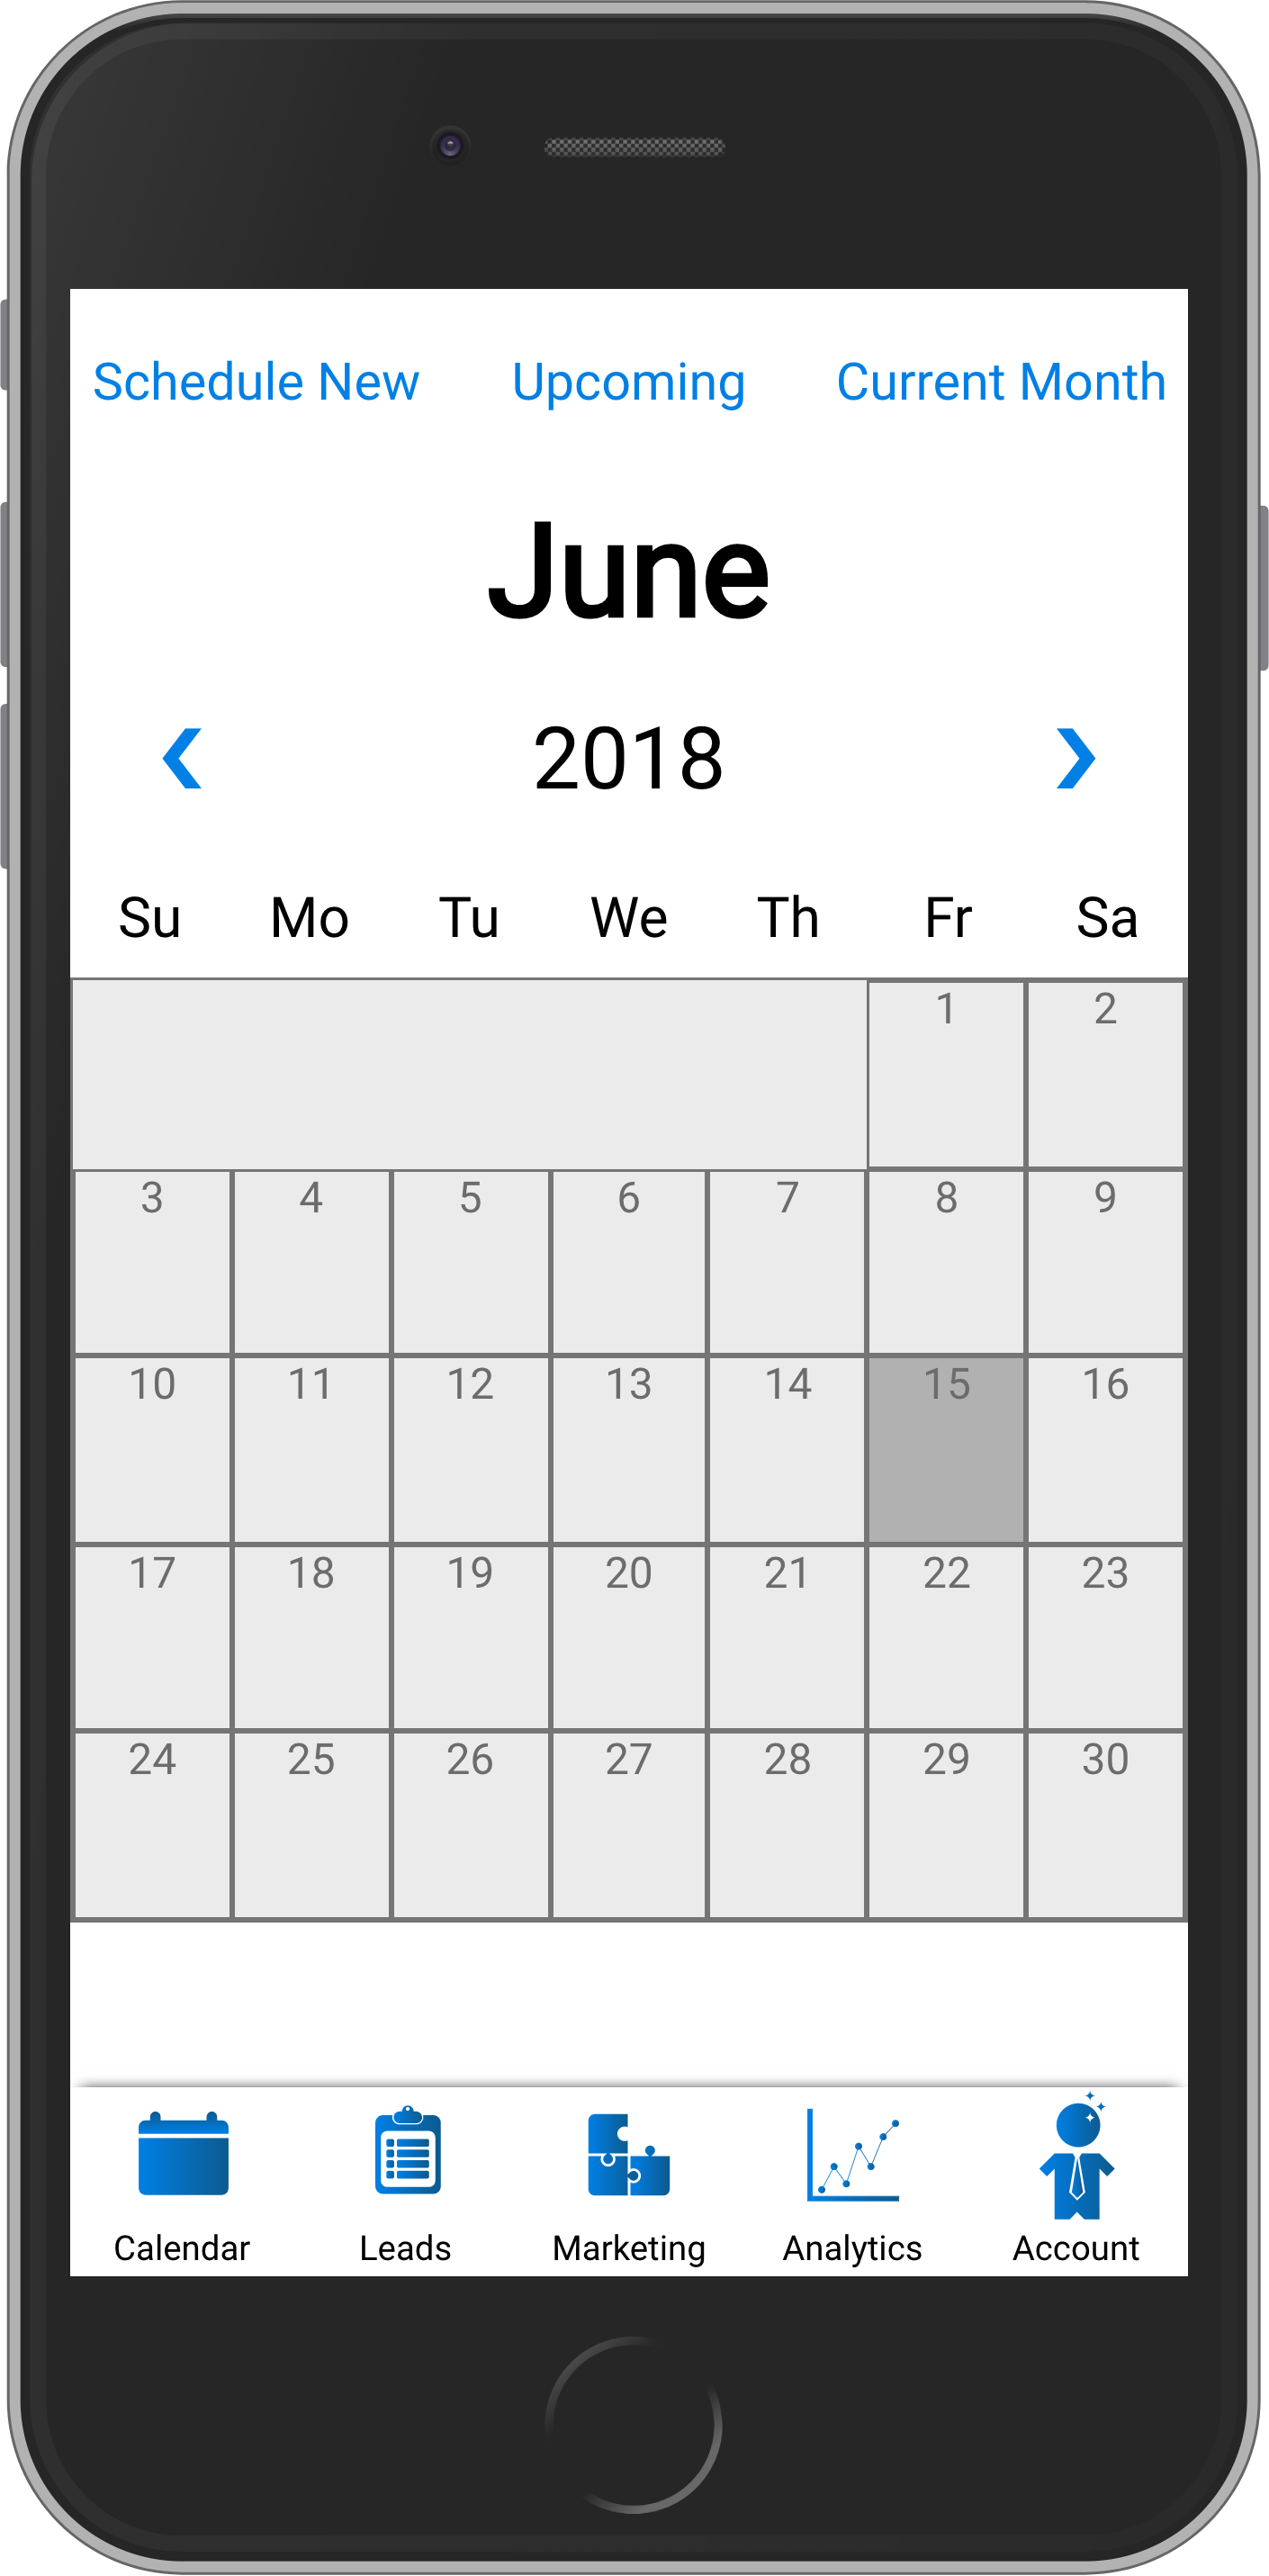 Schedule New Upcoming Current Month
June
2018
Su Mo Tu We Th Fr Sa
1 2
3 4 5 6 7 8 9
10 11 12 13 14 15 16
17 18 19 20 21 22 23
24 25 26 27 28 29 30
Calendar Leads Marketing Analytics Account